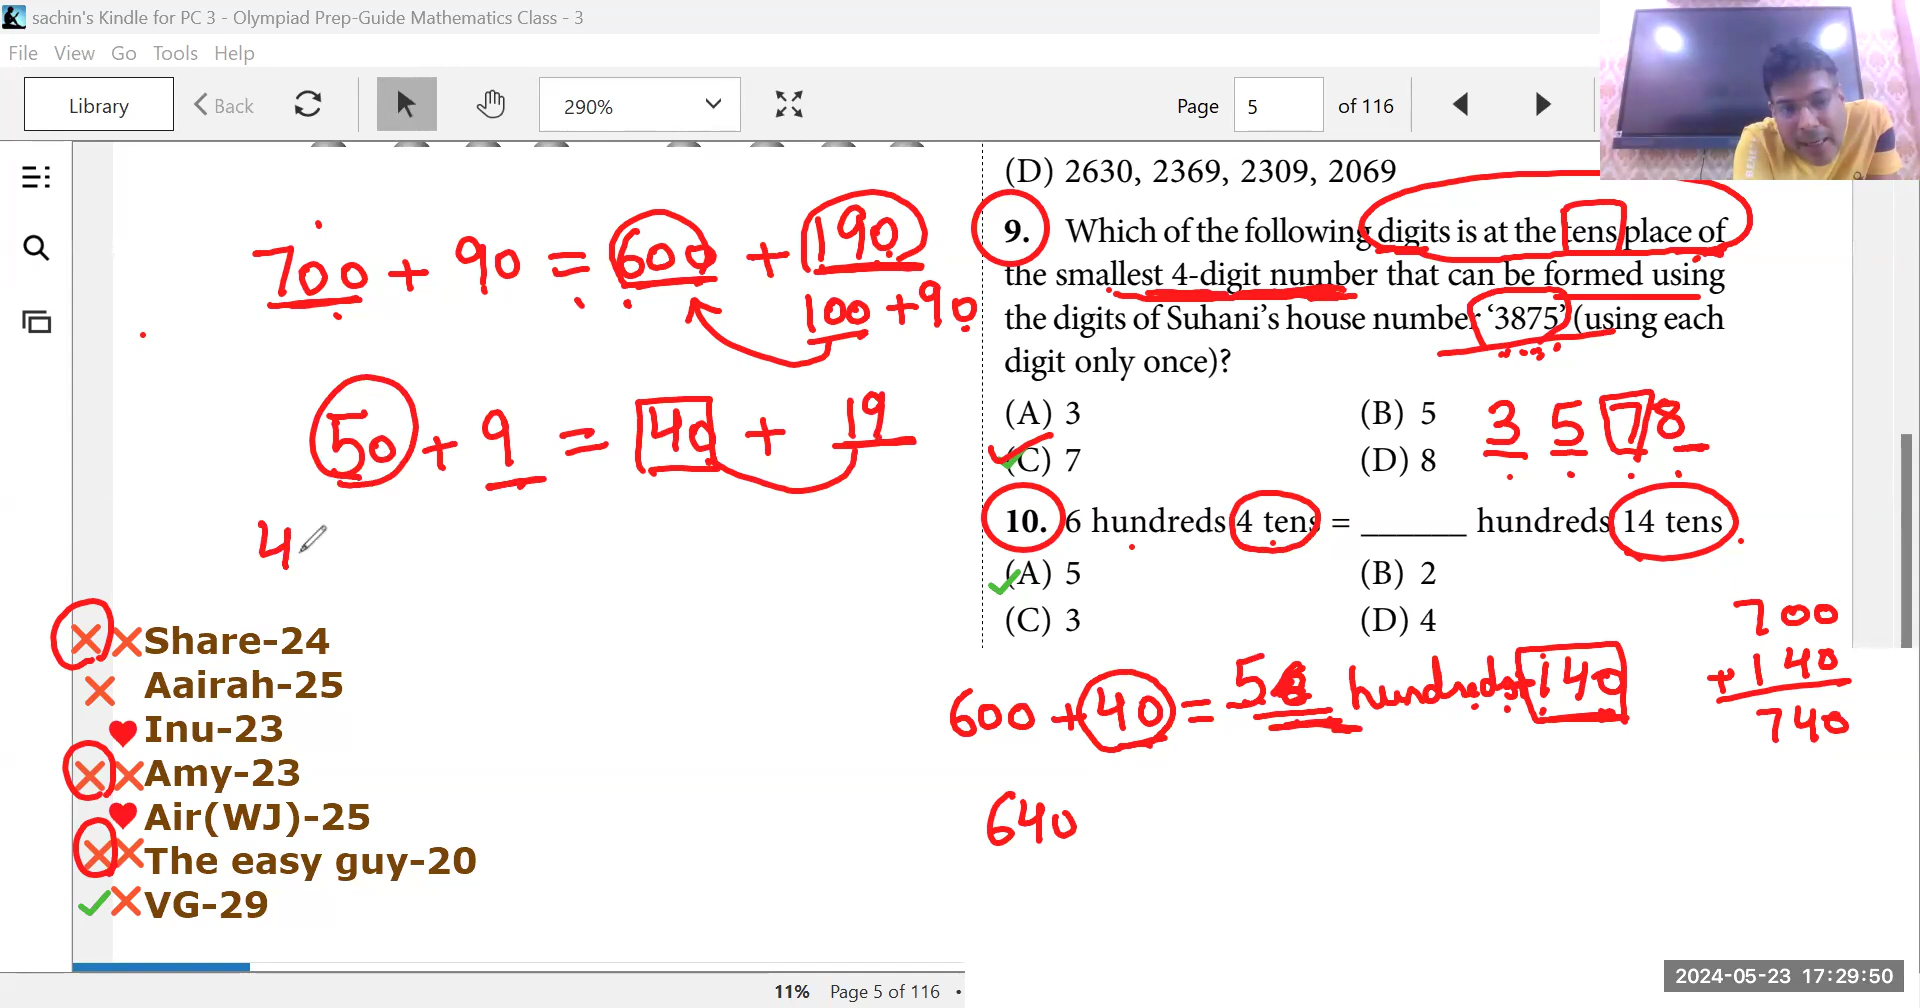 sachin's Kindle for PC 3 - Olympiad Prep-Guide Mathematics Class - 3
File View Go Tools Help
Library Back 290% Page 5 of 116
700 + 90 = 600 + 190
100 + 90
50 + 9 = 40 + 19
4
Share-24
Aairah-25
Inu-23
Amy-23
Air(WJ)-25
The easy guy-20
VG-29
(D) 2630, 2369, 2309, 2069
9. Which of the following digits is at the tens place of
the smallest 4-digit number that can be formed using
the digits of Suhani's house number '3875' (using each
digit only once)?
(A) 3 (B) 5
(C) 7 (D) 8
3 5 7 8
10. 6 hundreds 4 tens = ______ hundreds 14 tens
(A) 5 (B) 2
(C) 3 (D) 4
600 + 40 = 5 hundreds + 140
640
700
+ 140
740
2024-05-23 17:29:50
11% Page 5 of 116 •